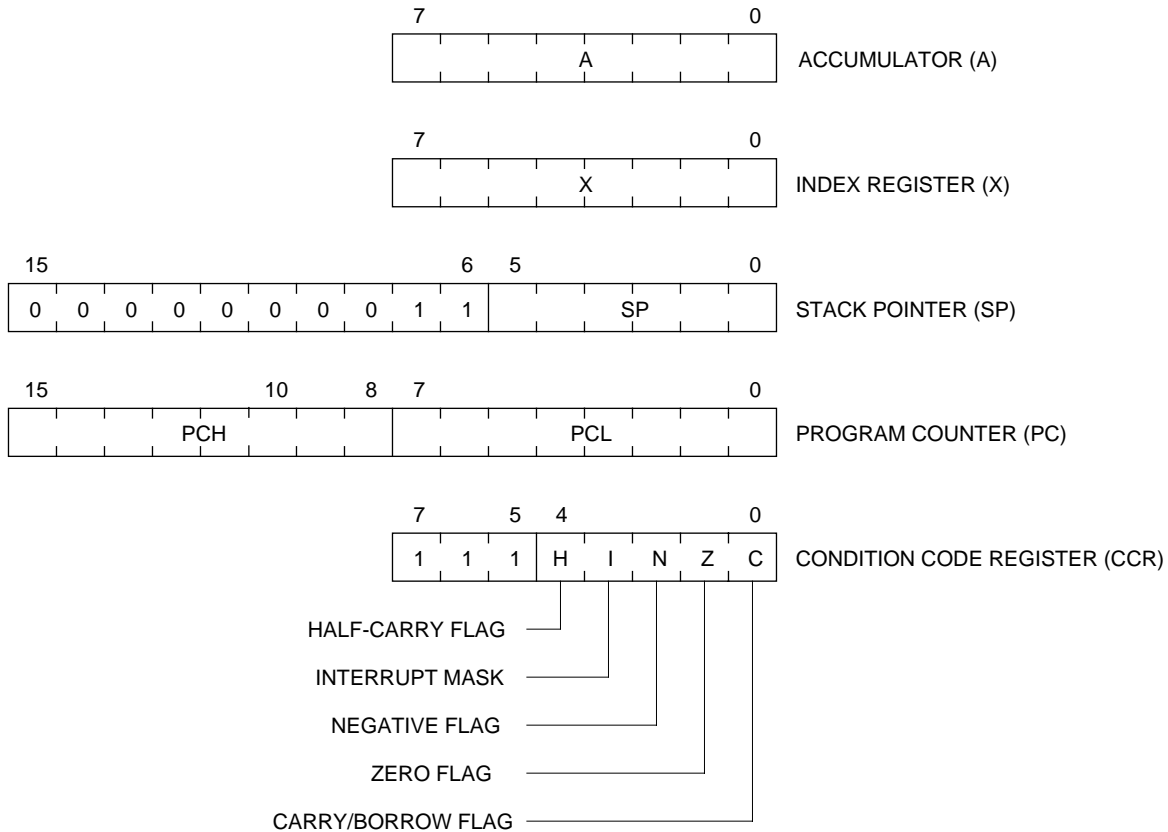 7 0
A ACCUMULATOR (A)
7 0
X INDEX REGISTER (X)
15 6 5 0
0 0 0 0 0 0 0 0 1 1 SP STACK POINTER (SP)
15 10 8 7 0
PCH PCL PROGRAM COUNTER (PC)
7 5 4 0
1 1 1 H I N Z C CONDITION CODE REGISTER (CCR)
HALF-CARRY FLAG
INTERRUPT MASK
NEGATIVE FLAG
ZERO FLAG
CARRY/BORROW FLAG